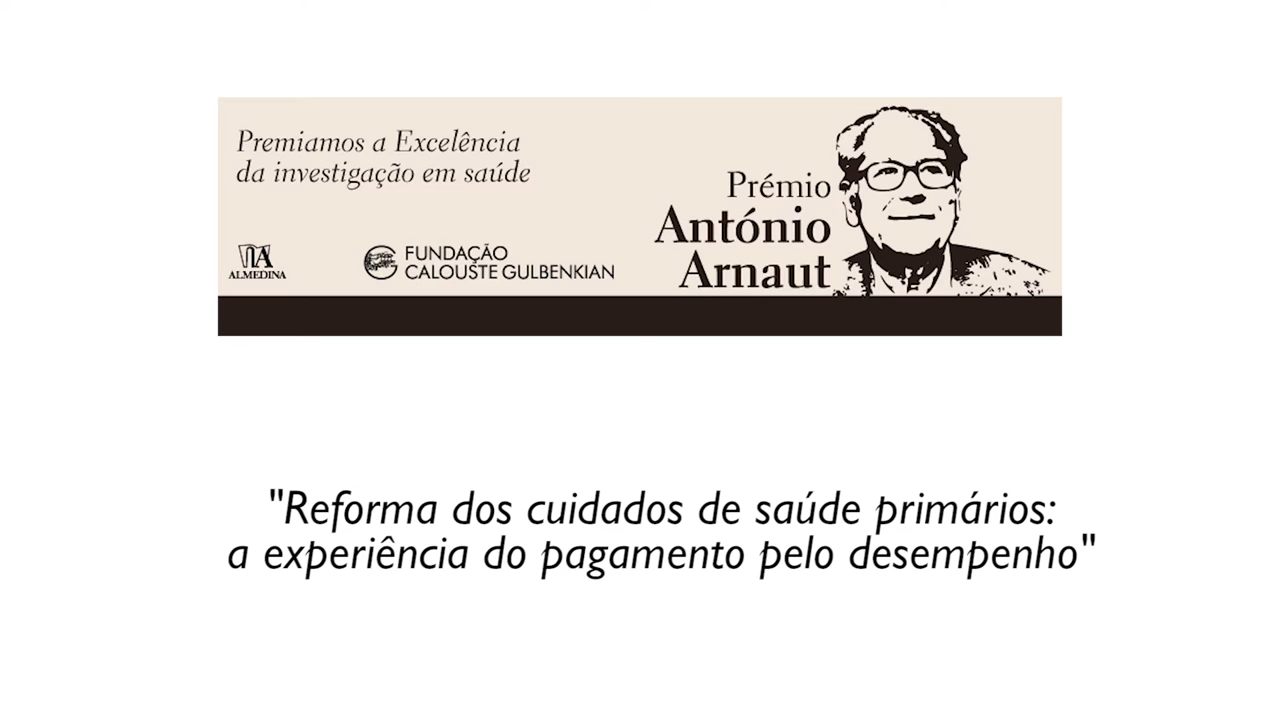 Premiamos a Excelência
da investigação em saúde
Prémio
António
Arnaut
ALMEDINA
FUNDAÇÃO
CALOUSTE GULBENKIAN
"Reforma dos cuidados de saúde primários:
a experiência do pagamento pelo desempenho"